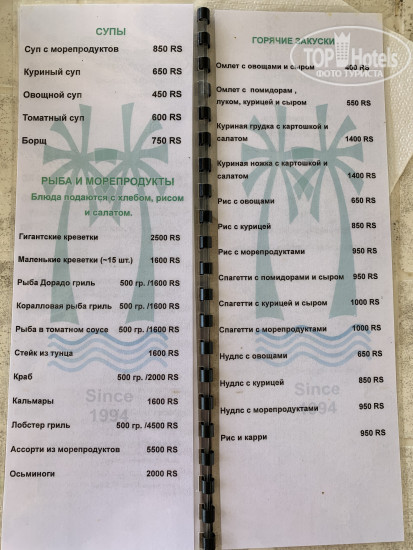 СУПЫ
Суп с морепродуктов 850 RS
Куриный суп 650 RS
Овощной суп 450 RS
Томатный суп 600 RS
Борщ 750 RS
РЫБА И МОРЕПРОДУКТЫ
Блюда подаются с хлебом, рисом
и салатом.
Гигантские креветки 2500 RS
Маленькие креветки (~15 шт.) 1600 RS
Рыба Дорадо гриль 500 гр. /1600 RS
Коралловая рыба гриль 500 гр. /1600 RS
Рыба в томатном соусе 500 гр. /1600 RS
Стейк из тунца 1600 RS
Краб 500 гр. /2000 RS
Кальмары 1600 RS
Лобстер гриль 500 гр. /4500 RS
Ассорти из морепродуктов 5500 RS
Осьминоги 2000 RS
Since
1994
ГОРЯЧИЕ ЗАКУСКИ
Омлет с овощами и сыром RS
Омлет с помидорам ,
луком, курицей и сыром 550 RS
Куриная грудка с картошкой и
салатом 1400 RS
Куриная ножка с картошкой и
салатом 1400 RS
Рис с овощами 650 RS
Рис с курицей 850 RS
Рис с морепродуктами 950 RS
Спагетти с помидорами и сыром 950 RS
Спагетти с курицей и сыром 1000 RS
Спагетти с морепродуктами 1000 RS
Нудлс с овощами 650 RS
Нудлс с курицей 850 RS
Нудлс с морепродуктами 950 RS
Рис и карри 950 RS
Since
1994
TopHotels
ФОТО ТУРИСТА